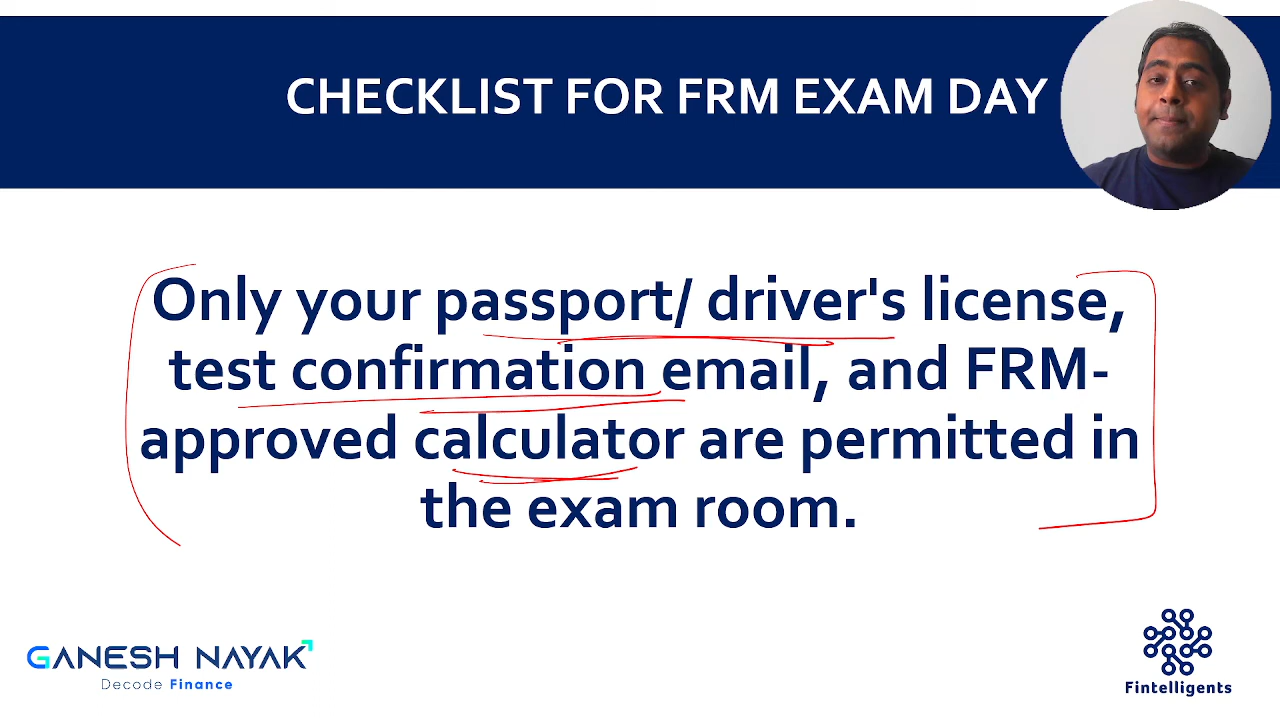 CHECKLIST FOR FRM EXAM DAY
Only your passport/ driver's license,
test confirmation email, and FRM-
approved calculator are permitted in
the exam room.
GANESH NAYAK
Decode Finance
Fintelligents